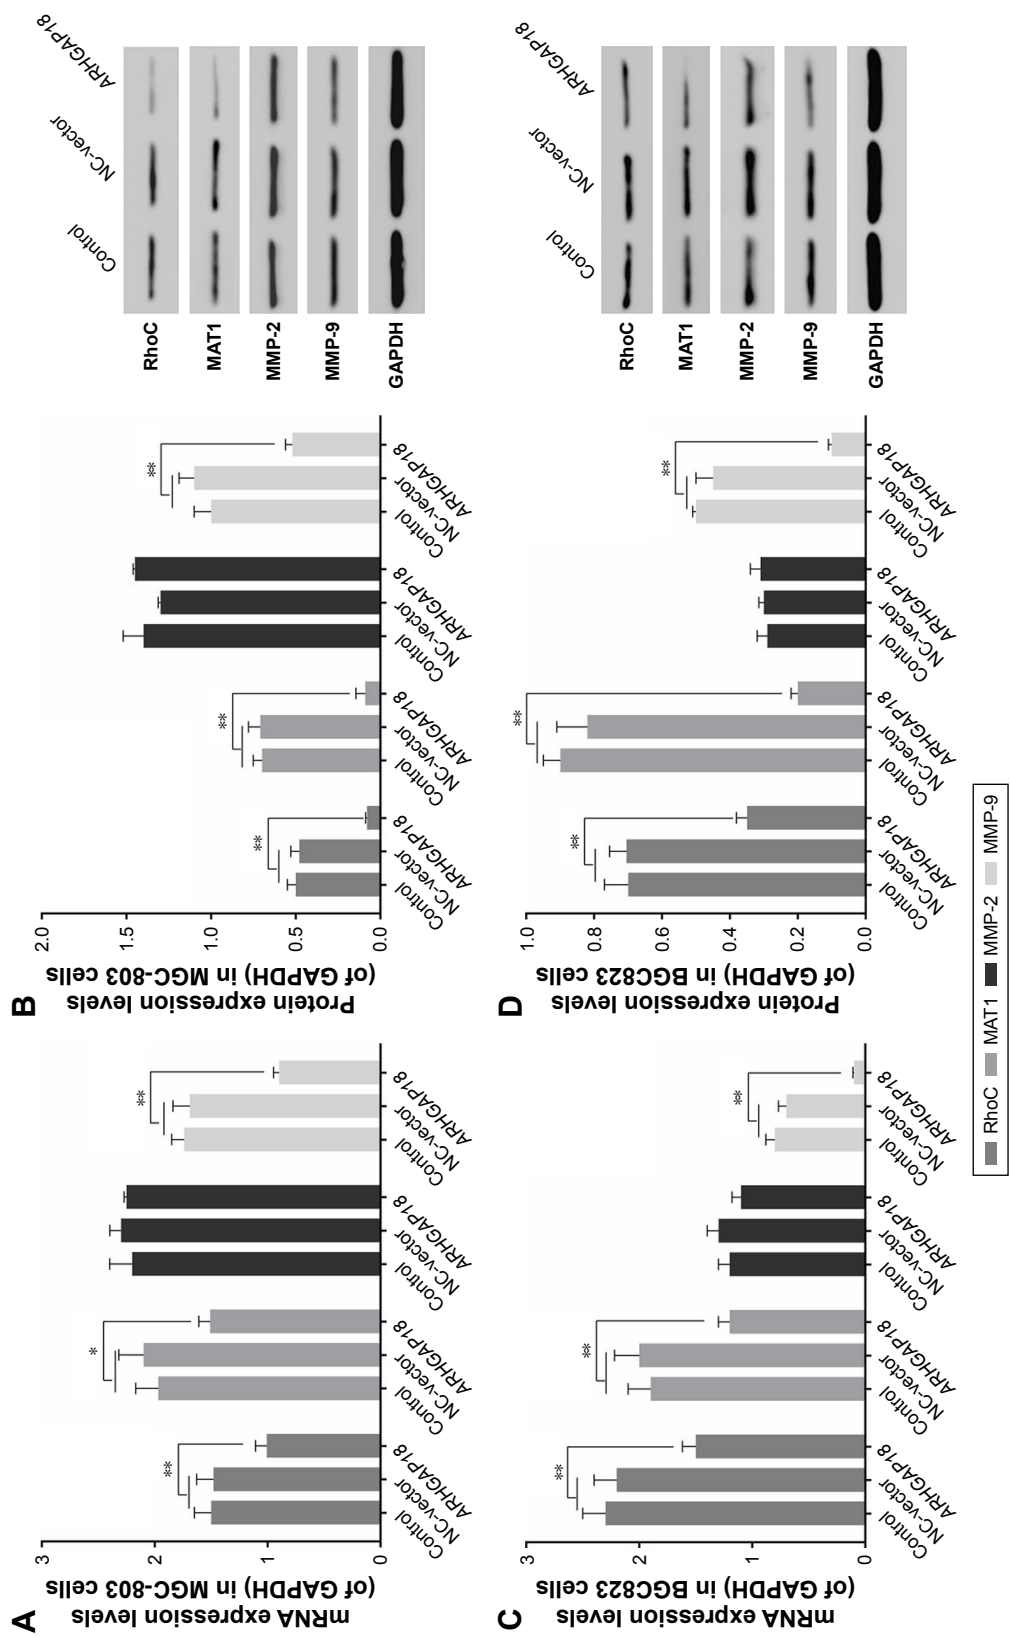 A
mRNA expression levels
(of GAPDH) in MGC-803 cells
3
2
1
0
**
*
**
Control
NC-vector
ARHGAP18
Control
NC-vector
ARHGAP18
Control
NC-vector
ARHGAP18
Control
NC-vector
ARHGAP18
B
Protein expression levels
(of GAPDH) in MGC-803 cells
2.0
1.5
1.0
0.5
0.0
**
**
**
Control
NC-vector
ARHGAP18
Control
NC-vector
ARHGAP18
Control
NC-vector
ARHGAP18
Control
NC-vector
ARHGAP18
Control
NC-vector
ARHGAP18
RhoC
MAT1
MMP-2
MMP-9
GAPDH
C
mRNA expression levels
(of GAPDH) in BGC823 cells
3
2
1
0
**
**
**
Control
NC-vector
ARHGAP18
Control
NC-vector
ARHGAP18
Control
NC-vector
ARHGAP18
Control
NC-vector
ARHGAP18
D
Protein expression levels
(of GAPDH) in BGC823 cells
1.0
0.8
0.6
0.4
0.2
0.0
**
**
**
Control
NC-vector
ARHGAP18
Control
NC-vector
ARHGAP18
Control
NC-vector
ARHGAP18
Control
NC-vector
ARHGAP18
Control
NC-vector
ARHGAP18
RhoC
MAT1
MMP-2
MMP-9
GAPDH
RhoC MAT1 MMP-2 MMP-9